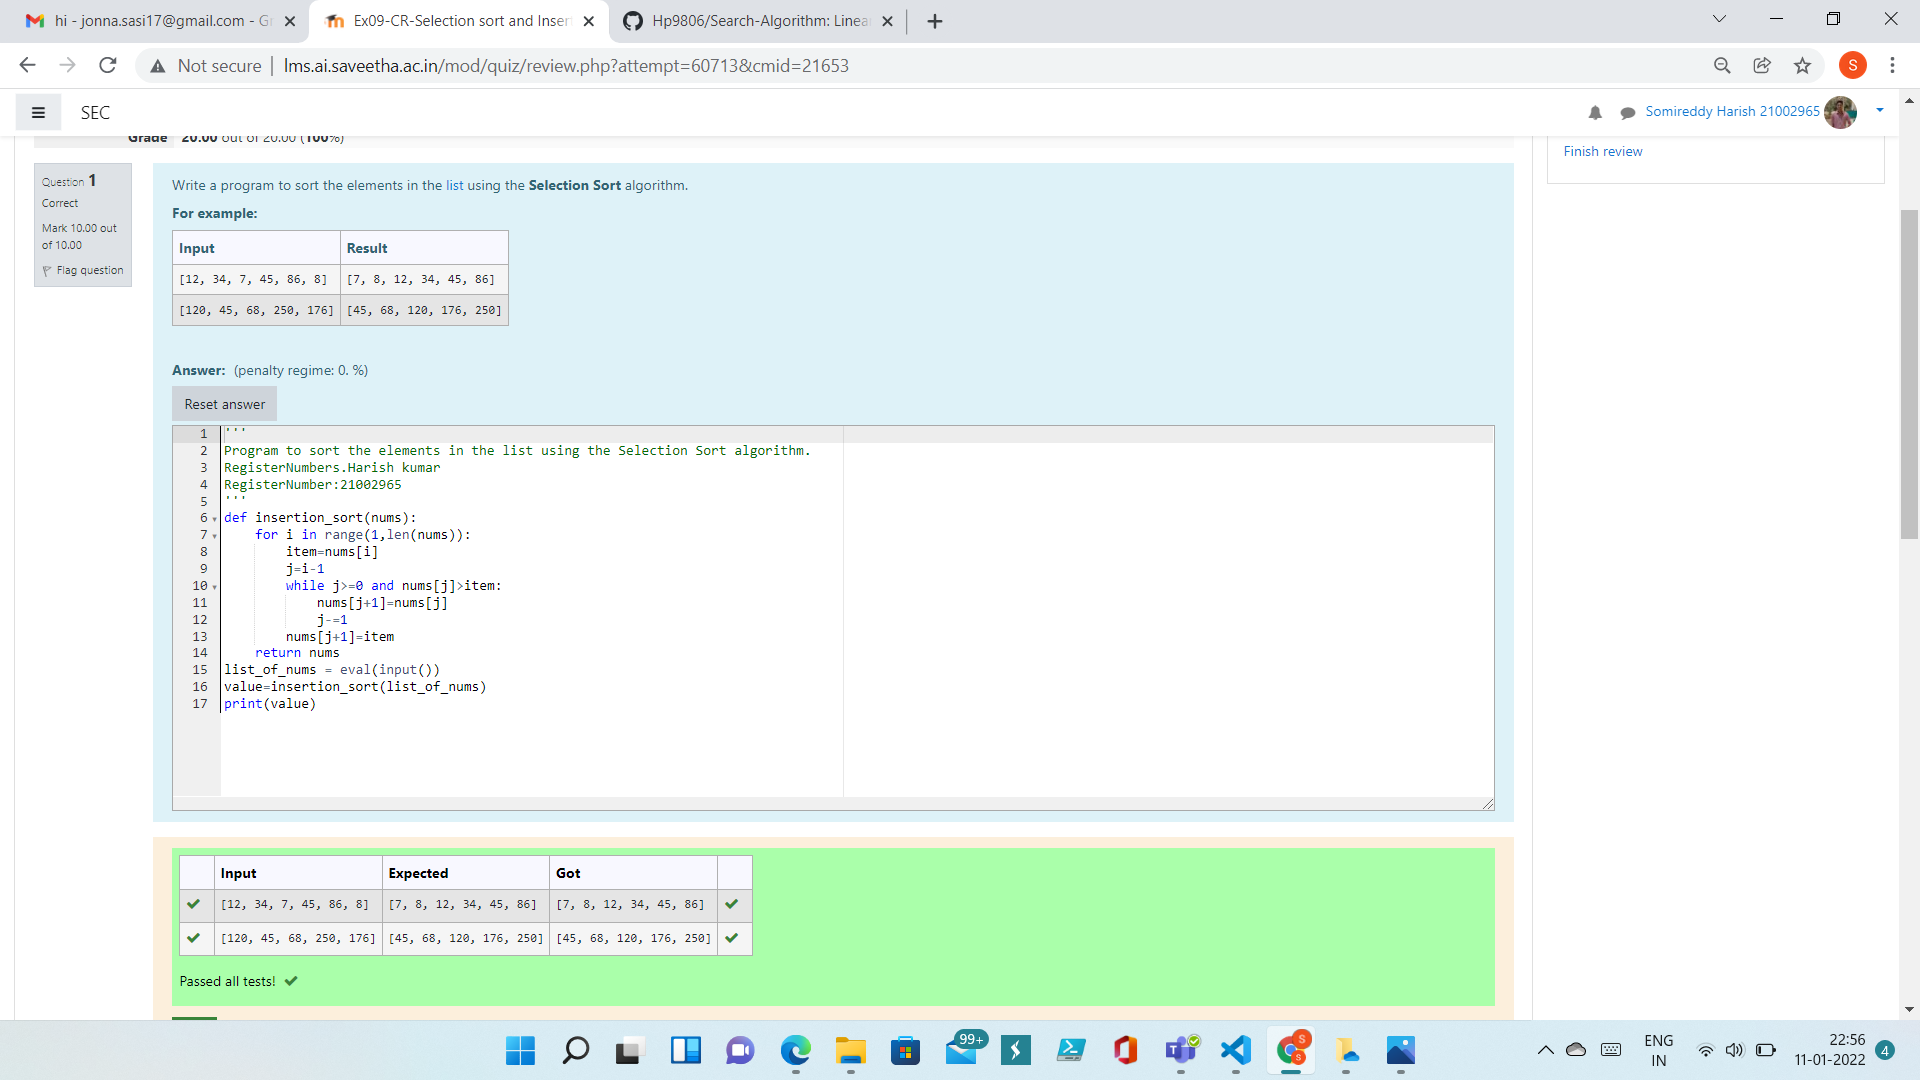 hi - jonna.sasi17@gmail.com - G
Ex09-CR-Selection sort and Inser
Hp9806/Search-Algorithm: Linea
Not secure | lms.ai.saveetha.ac.in/mod/quiz/review.php?attempt=60713&cmid=21653
S
SEC
Somireddy Harish 21002965
Grade 20.00 out of 20.00 (100%)
Finish review
Question 1
Correct
Mark 10.00 out
of 10.00
Flag question
Write a program to sort the elements in the list using the Selection Sort algorithm.
For example:
Input Result
[12, 34, 7, 45, 86, 8] [7, 8, 12, 34, 45, 86]
[120, 45, 68, 250, 176] [45, 68, 120, 176, 250]
Answer: (penalty regime: 0. %)
Reset answer
1 '''
2 Program to sort the elements in the list using the Selection Sort algorithm.
3 RegisterNumbers.Harish kumar
4 RegisterNumber:21002965
5 '''
6 def insertion_sort(nums):
7     for i in range(1,len(nums)):
8         item=nums[i]
9         j=i-1
10         while j>=0 and nums[j]>item:
11             nums[j+1]=nums[j]
12             j-=1
13         nums[j+1]=item
14     return nums
15 list_of_nums = eval(input())
16 value=insertion_sort(list_of_nums)
17 print(value)
Input Expected Got
[12, 34, 7, 45, 86, 8] [7, 8, 12, 34, 45, 86] [7, 8, 12, 34, 45, 86]
[120, 45, 68, 250, 176] [45, 68, 120, 176, 250] [45, 68, 120, 176, 250]
Passed all tests!
99+
S
S
ENG
IN
22:56
11-01-2022
4